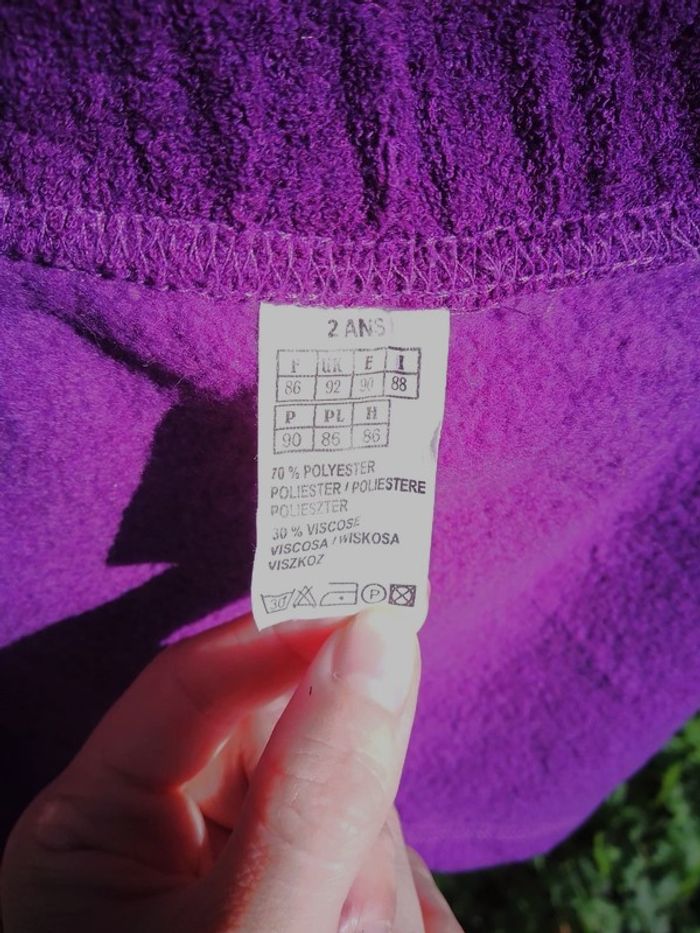 2 ANS
F UK E I
86 92 90 88
P PL H
90 86 86
70 % POLYESTER
POLIESTER / POLIESTERE
POLIESZTER
30 % VISCOSE
VISCOSA / WISKOSA
VISZKOZ
30 P